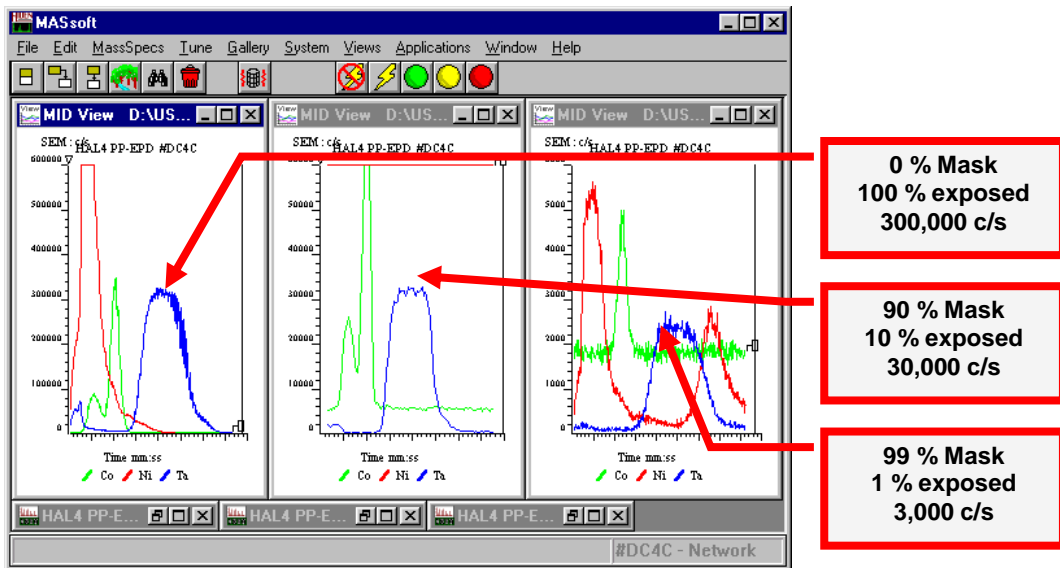 MASsoft
File Edit MassSpecs Tune Gallery System Views Applications Window Help
MID View D:\US...
SEM : c/s
HAL4 PP-EPD #DC4C
600000
500000
400000
300000
200000
100000
0
Time mm:ss
Co Ni Ta
MID View D:\US...
SEM : c/s
HAL4 PP-EPD #DC4C
50000
40000
30000
20000
10000
0
Time mm:ss
Co Ni Ta
MID View D:\US...
SEM : c/s
HAL4 PP-EPD #DC4C
5000
4000
3000
2000
1000
0
Time mm:ss
Co Ni Ta
0 % Mask
100 % exposed
300,000 c/s
90 % Mask
10 % exposed
30,000 c/s
99 % Mask
1 % exposed
3,000 c/s
HAL4 PP-E...
HAL4 PP-E...
HAL4 PP-E...
#DC4C - Network